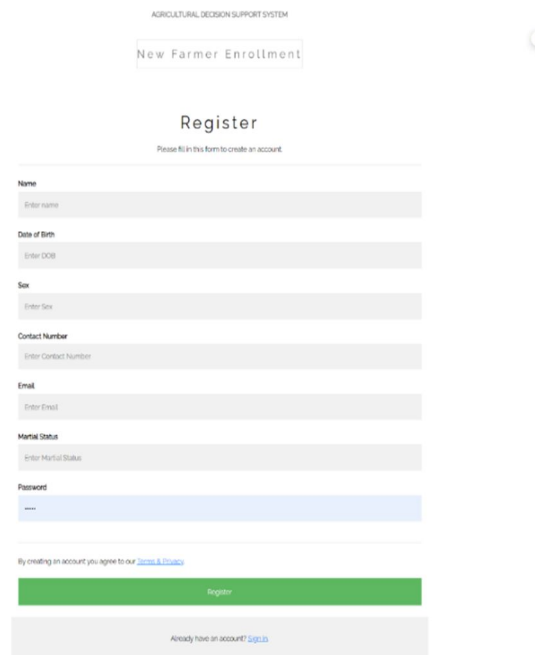 AGRICULTURAL DECISION SUPPORT SYSTEM
New Farmer Enrollment
Register
Please fill in this form to create an account.
Name
Enter name
Date of Birth
Enter DOB
Sex
Enter Sex
Contact Number
Enter Contact Number
Email
Enter Email
Martial Status
Enter Martial Status
Password
•••••
By creating an account you agree to our Terms & Privacy.
Register
Already have an account? Sign in.